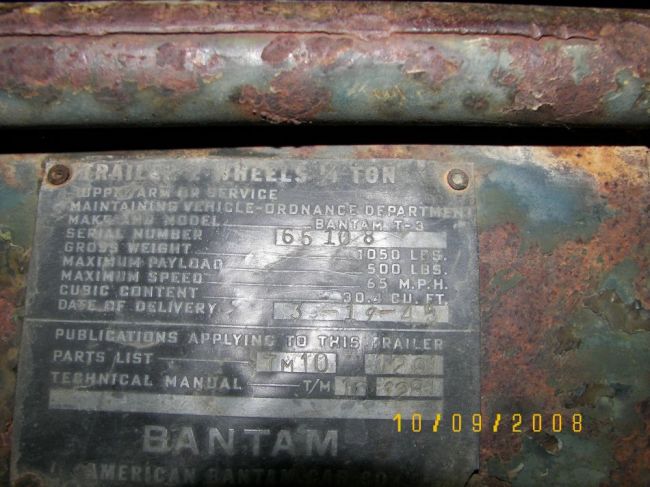 TRAILER 2 WHEELS ¼ TON
SUPPLY ARM OR SERVICE
MAINTAINING VEHICLE-ORDNANCE DEPARTMENT
MAKE AND MODEL BANTAM T-3
SERIAL NUMBER 65108
GROSS WEIGHT 1050 LBS.
MAXIMUM PAYLOAD 500 LBS.
MAXIMUM SPEED 65 M.P.H.
CUBIC CONTENT 30.4 CU. FT.
DATE OF DELIVERY
PUBLICATIONS APPLYING TO THIS TRAILER
PARTS LIST TM10
TECHNICAL MANUAL T/M
BANTAM
AMERICAN BANTAM CAR CO.
10/09/2008